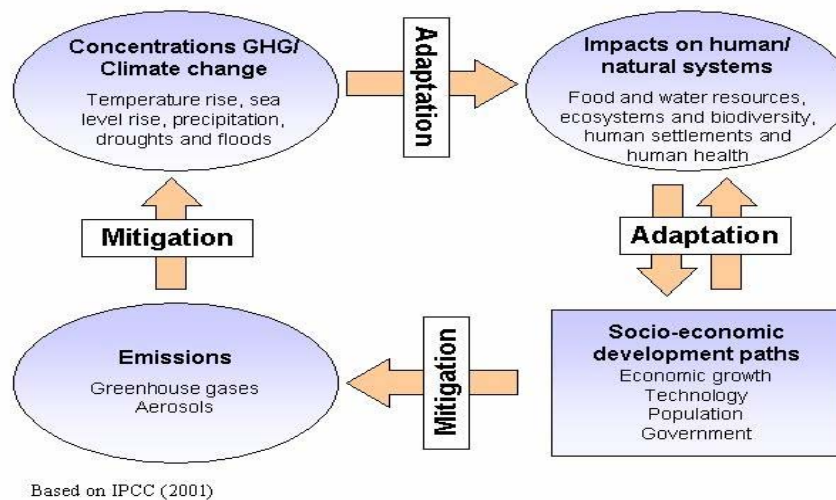 Concentrations GHG/
Climate change
Temperature rise, sea
level rise, precipitation,
droughts and floods
Adaptation
Impacts on human/
natural systems
Food and water resources,
ecosystems and biodiversity,
human settlements and
human health
Mitigation
Adaptation
Emissions
Greenhouse gases
Aerosols
Mitigation
Socio-economic
development paths
Economic growth
Technology
Population
Government
Based on IPCC (2001)